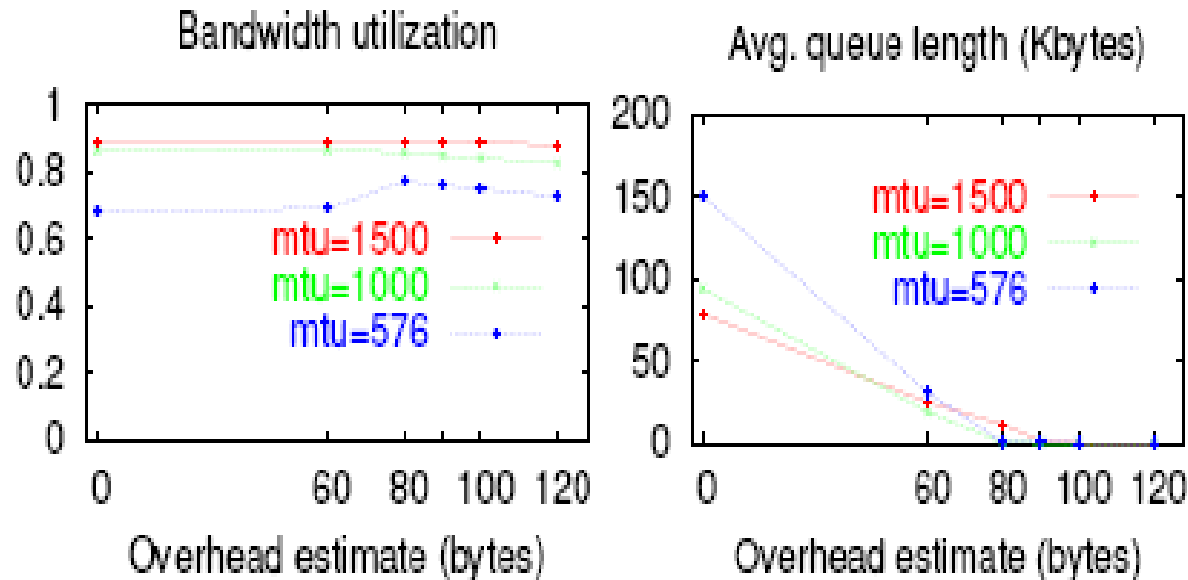 Bandwidth utilization
1
0.8
0.6
0.4
0.2
0
mtu=1500
mtu=1000
mtu=576
0 60 80 100 120
Overhead estimate (bytes)
Avg. queue length (Kbytes)
200
150
100
50
0
mtu=1500
mtu=1000
mtu=576
0 60 80 100 120
Overhead estimate (bytes)